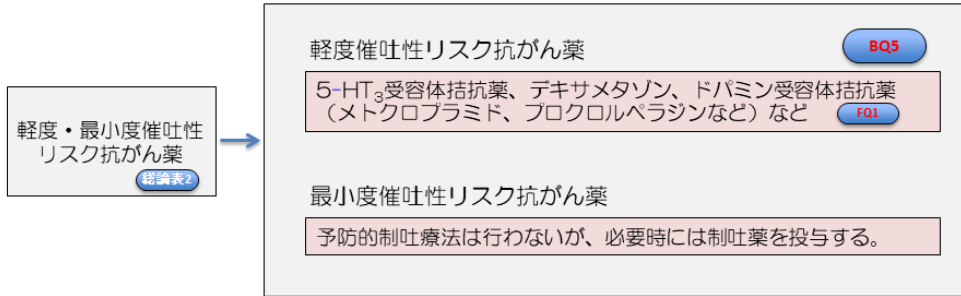 軽度・最小度催吐性
リスク抗がん薬
総論表2
軽度催吐性リスク抗がん薬
BQ5
5-HT₃受容体拮抗薬、デキサメタゾン、ドパミン受容体拮抗薬
（メトクロプラミド、プロクロルペラジンなど）など
FQ1
最小度催吐性リスク抗がん薬
予防的制吐療法は行わないが、必要時には制吐薬を投与する。